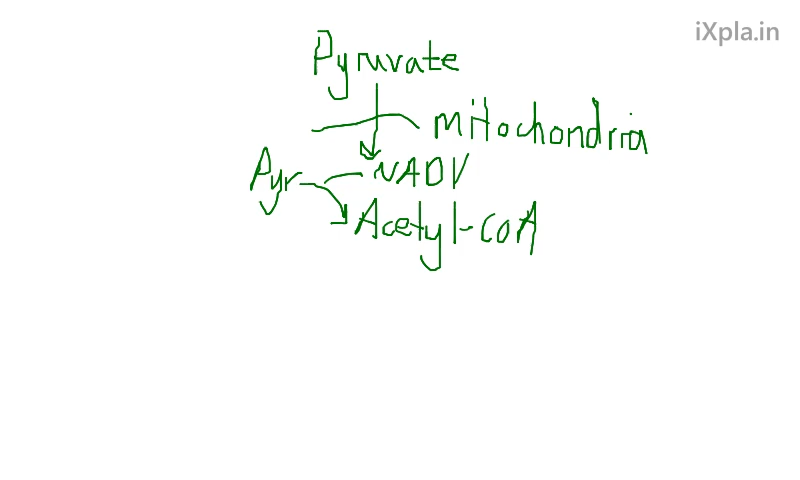 iXpla.in
Pyruvate
mitochondria
Pyr NADV
Acetyl-CoA